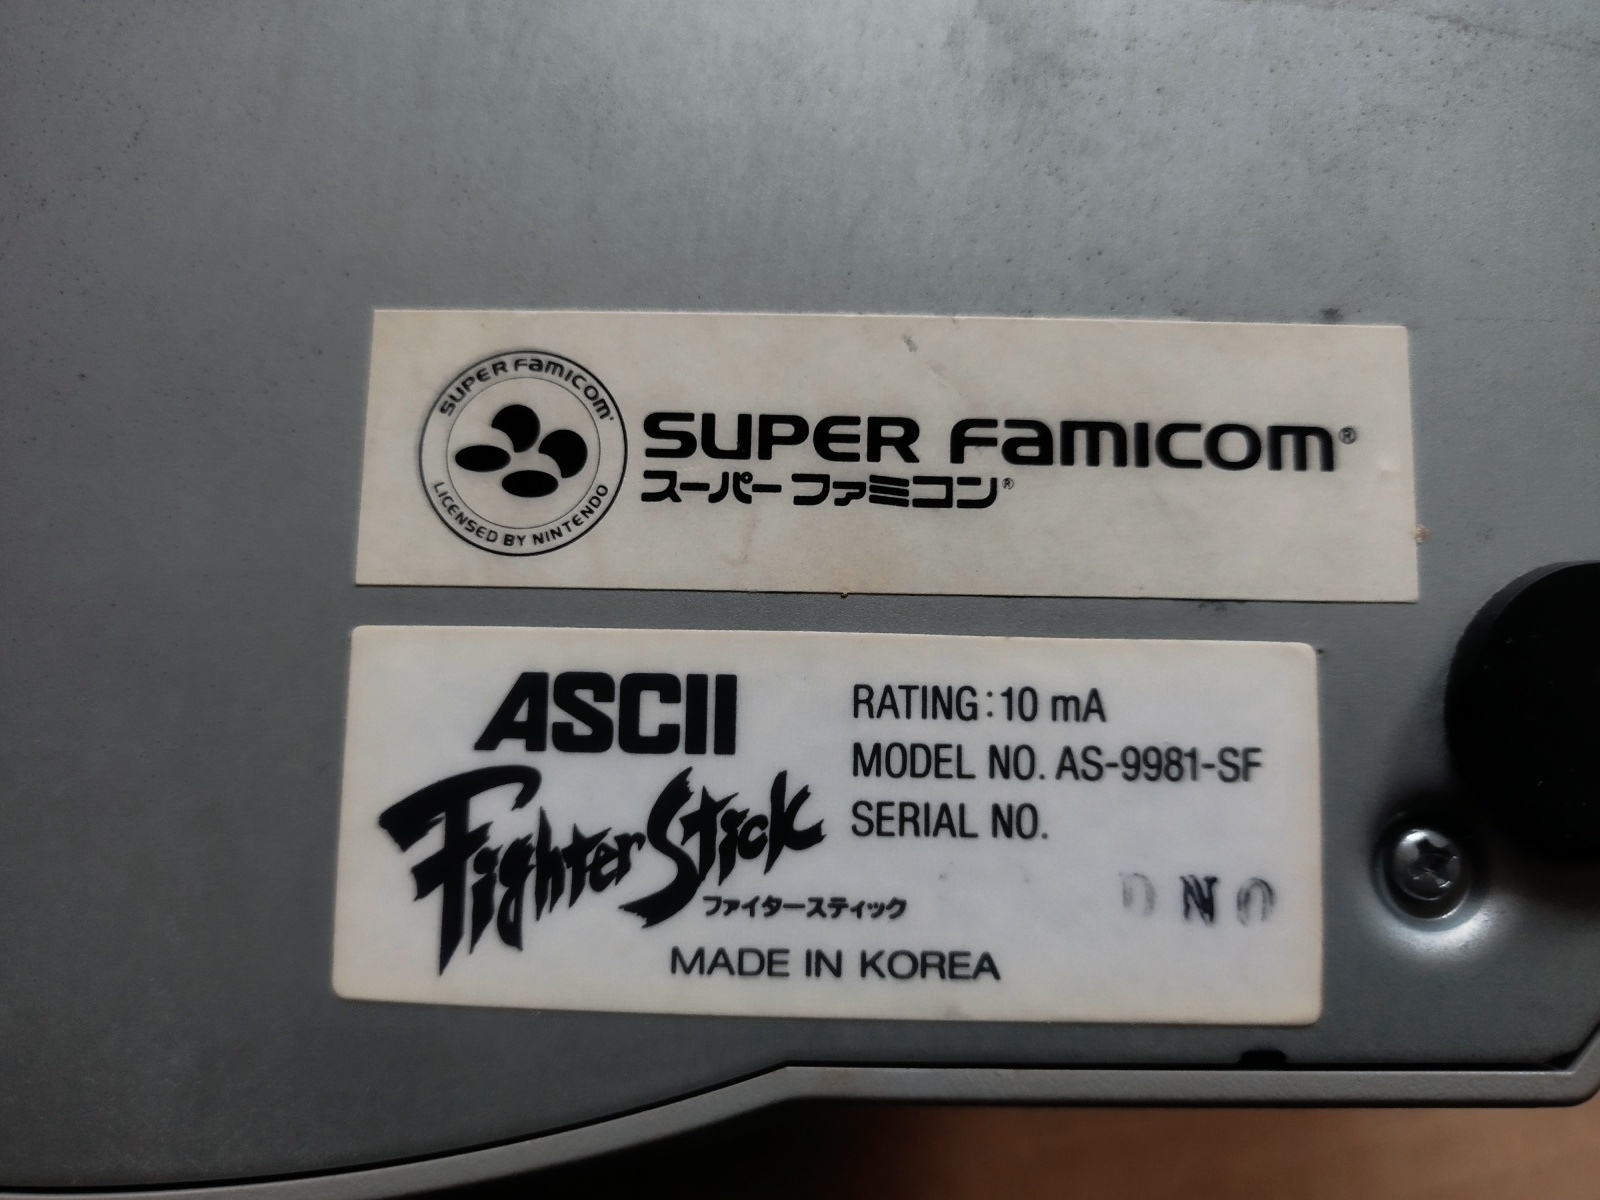 SUPER FAMICOM
LICENSED BY NINTENDO
SUPER FAMICOM®
スーパーファミコン®
ASCII
Fighter Stick
ファイタースティック
RATING: 10 mA
MODEL NO. AS-9981-SF
SERIAL NO.
MADE IN KOREA